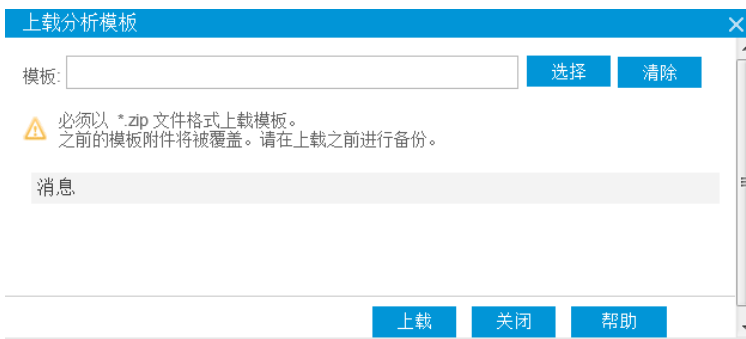 上载分析模板
模板: 选择 清除
必须以 *.zip 文件格式上载模板。
之前的模板附件将被覆盖。请在上载之前进行备份。
消息
上载 关闭 帮助